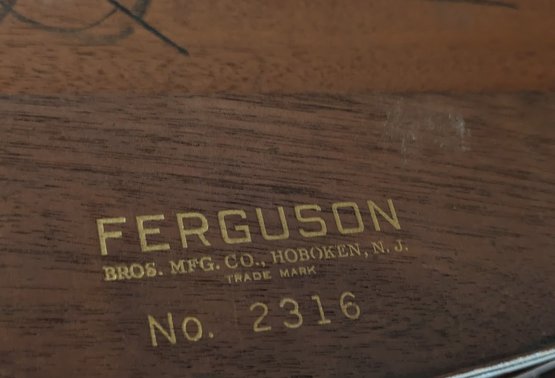 FERGUSON
BROS. MFG. CO., HOBOKEN, N. J.
TRADE MARK
No. 2316